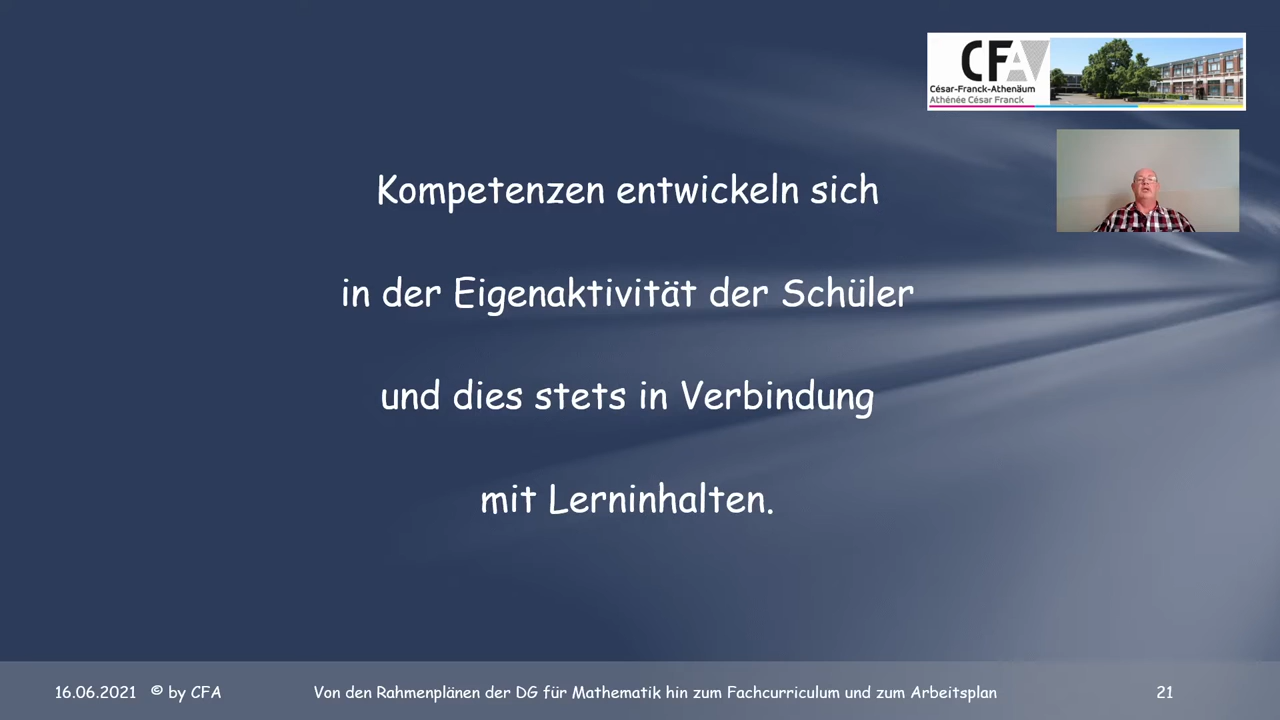 CFA
César-Franck-Athenäum
Athénée César Franck
Kompetenzen entwickeln sich
in der Eigenaktivität der Schüler
und dies stets in Verbindung
mit Lerninhalten.
16.06.2021 © by CFA Von den Rahmenplänen der DG für Mathematik hin zum Fachcurriculum und zum Arbeitsplan 21